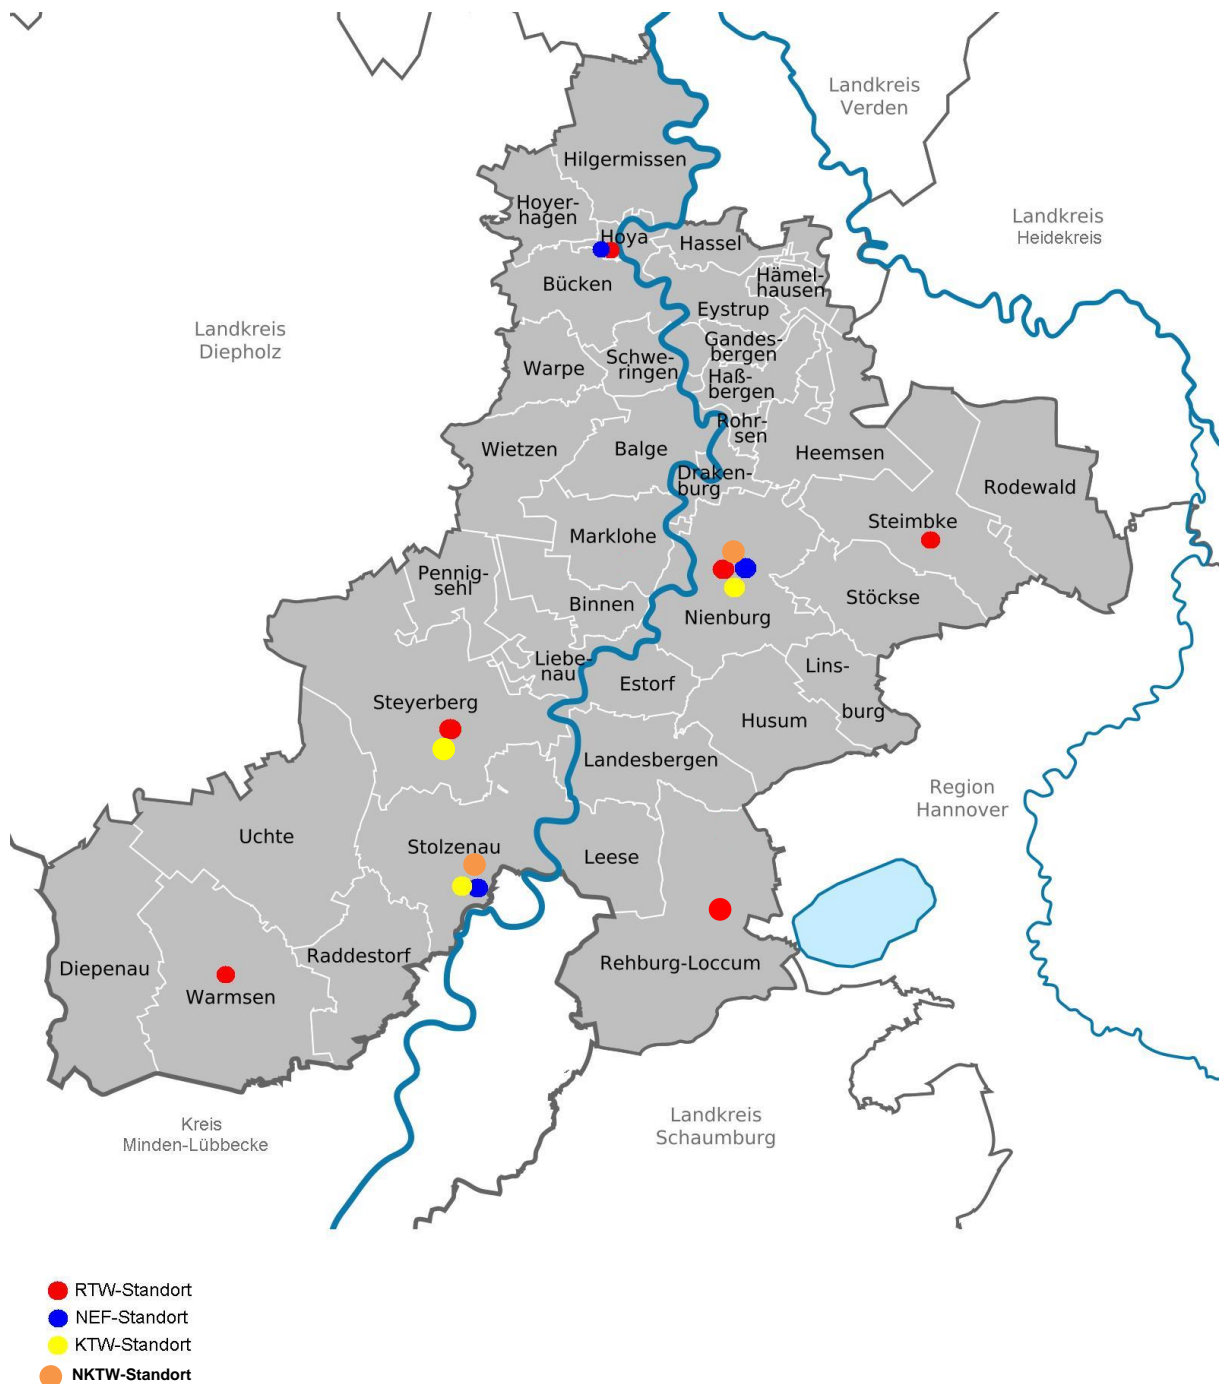 Landkreis
Verden
Hilgermissen
Hoyer-
hagen
Landkreis
Heidekreis
Hoya
Hassel
Hämel-
hausen
Bücken
Eystrup
Landkreis
Diepholz
Gandes-
bergen
Schwe-
ringen
Warpe
Haß-
bergen
Rohr-
sen
Wietzen
Balge
Heemsen
Draken-
burg
Rodewald
Steimbke
Marklohe
Pennig-
sehl
Binnen
Stöckse
Nienburg
Liebe-
nau
Lins-
burg
Estorf
Steyerberg
Husum
Landesbergen
Region
Hannover
Uchte
Stolzenau
Leese
Raddestorf
Diepenau
Rehburg-Loccum
Warmsen
Landkreis
Schaumburg
Kreis
Minden-Lübbecke
RTW-Standort
NEF-Standort
KTW-Standort
NKTW-Standort